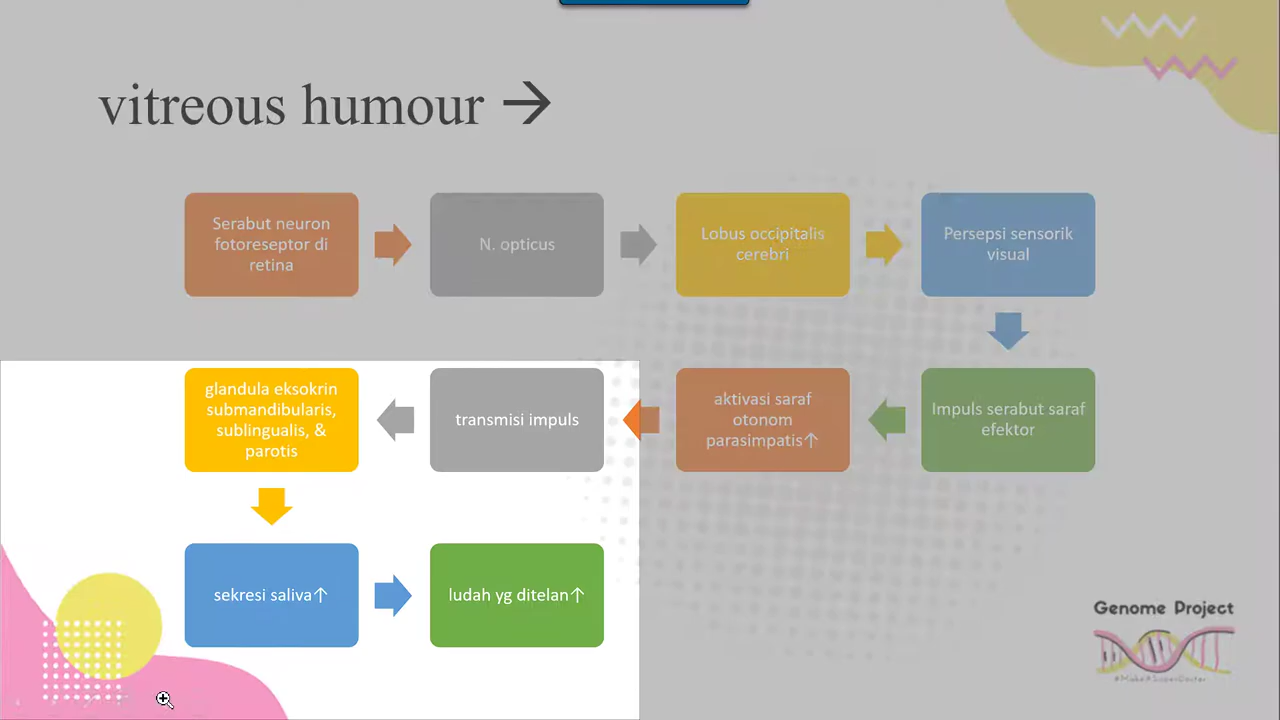 vitreous humour →
Serabut neuron
fotoreseptor di
retina
N. opticus
Lobus occipitalis
cerebri
Persepsi sensorik
visual
Impuls serabut saraf
efektor
aktivasi saraf
otonom
parasimpatis↑
transmisi impuls
glandula eksokrin
submandibularis,
sublingualis, &
parotis
sekresi saliva↑
ludah yg ditelan↑
Genome Project